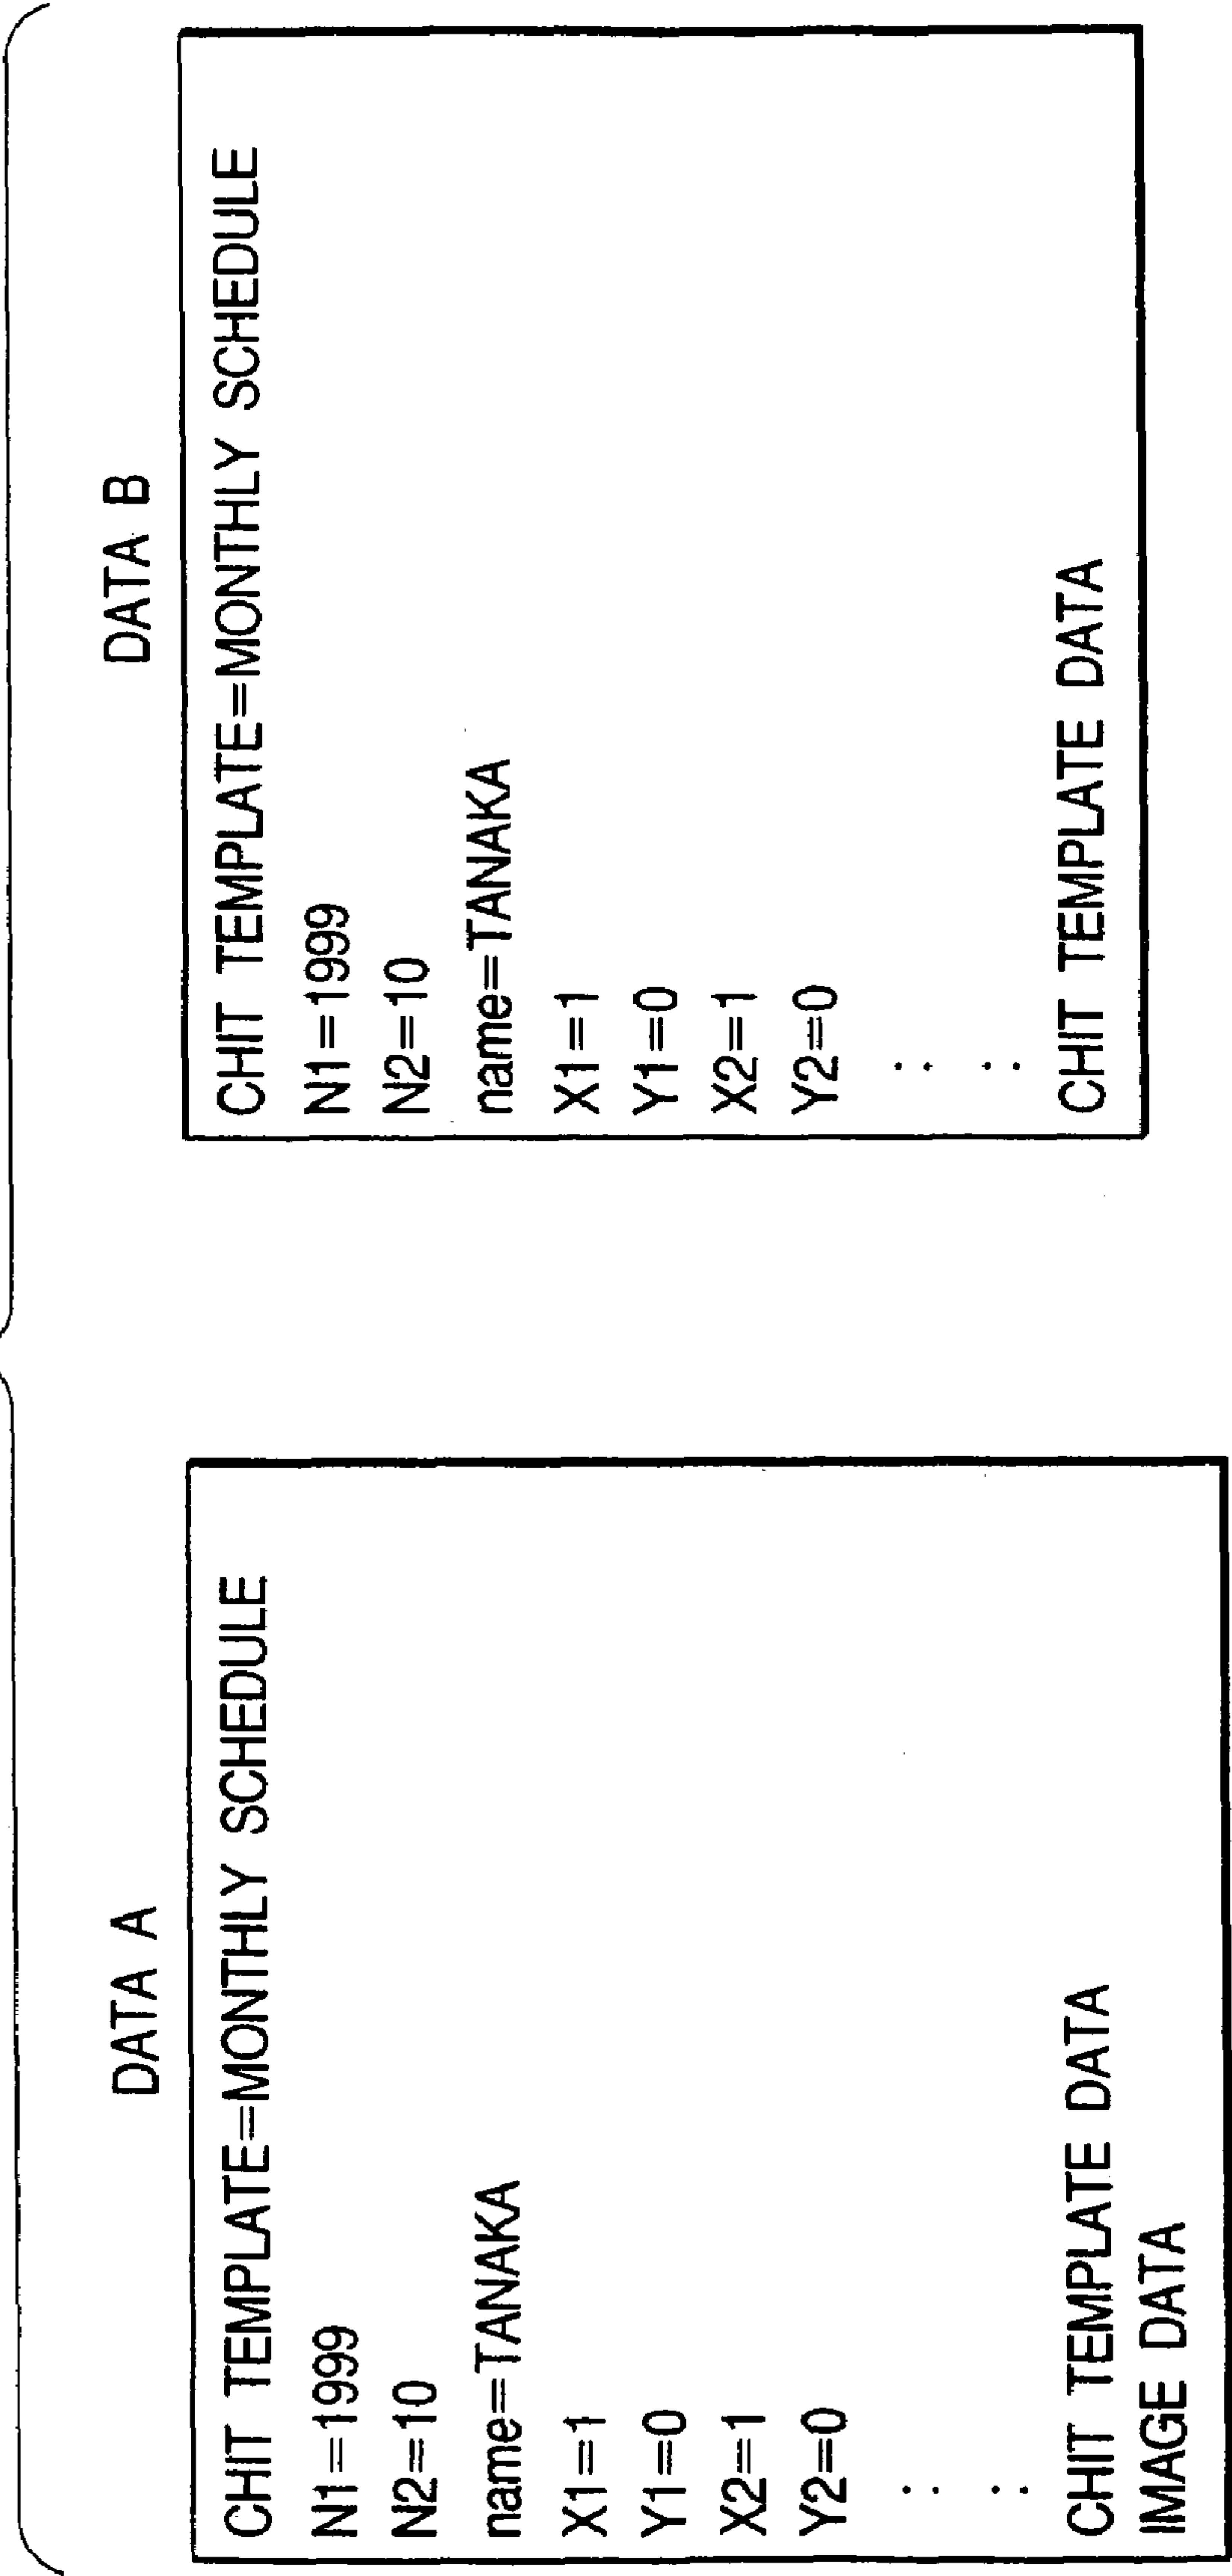 DATA A
CHIT TEMPLATE=MONTHLY SCHEDULE
N1=1999
N2=10
name=TANAKA
X1=1
Y1=0
X2=1
Y2=0
. .
. .
CHIT TEMPLATE DATA
IMAGE DATA
DATA B
CHIT TEMPLATE=MONTHLY SCHEDULE
N1=1999
N2=10
name=TANAKA
X1=1
Y1=0
X2=1
Y2=0
. .
. .
CHIT TEMPLATE DATA